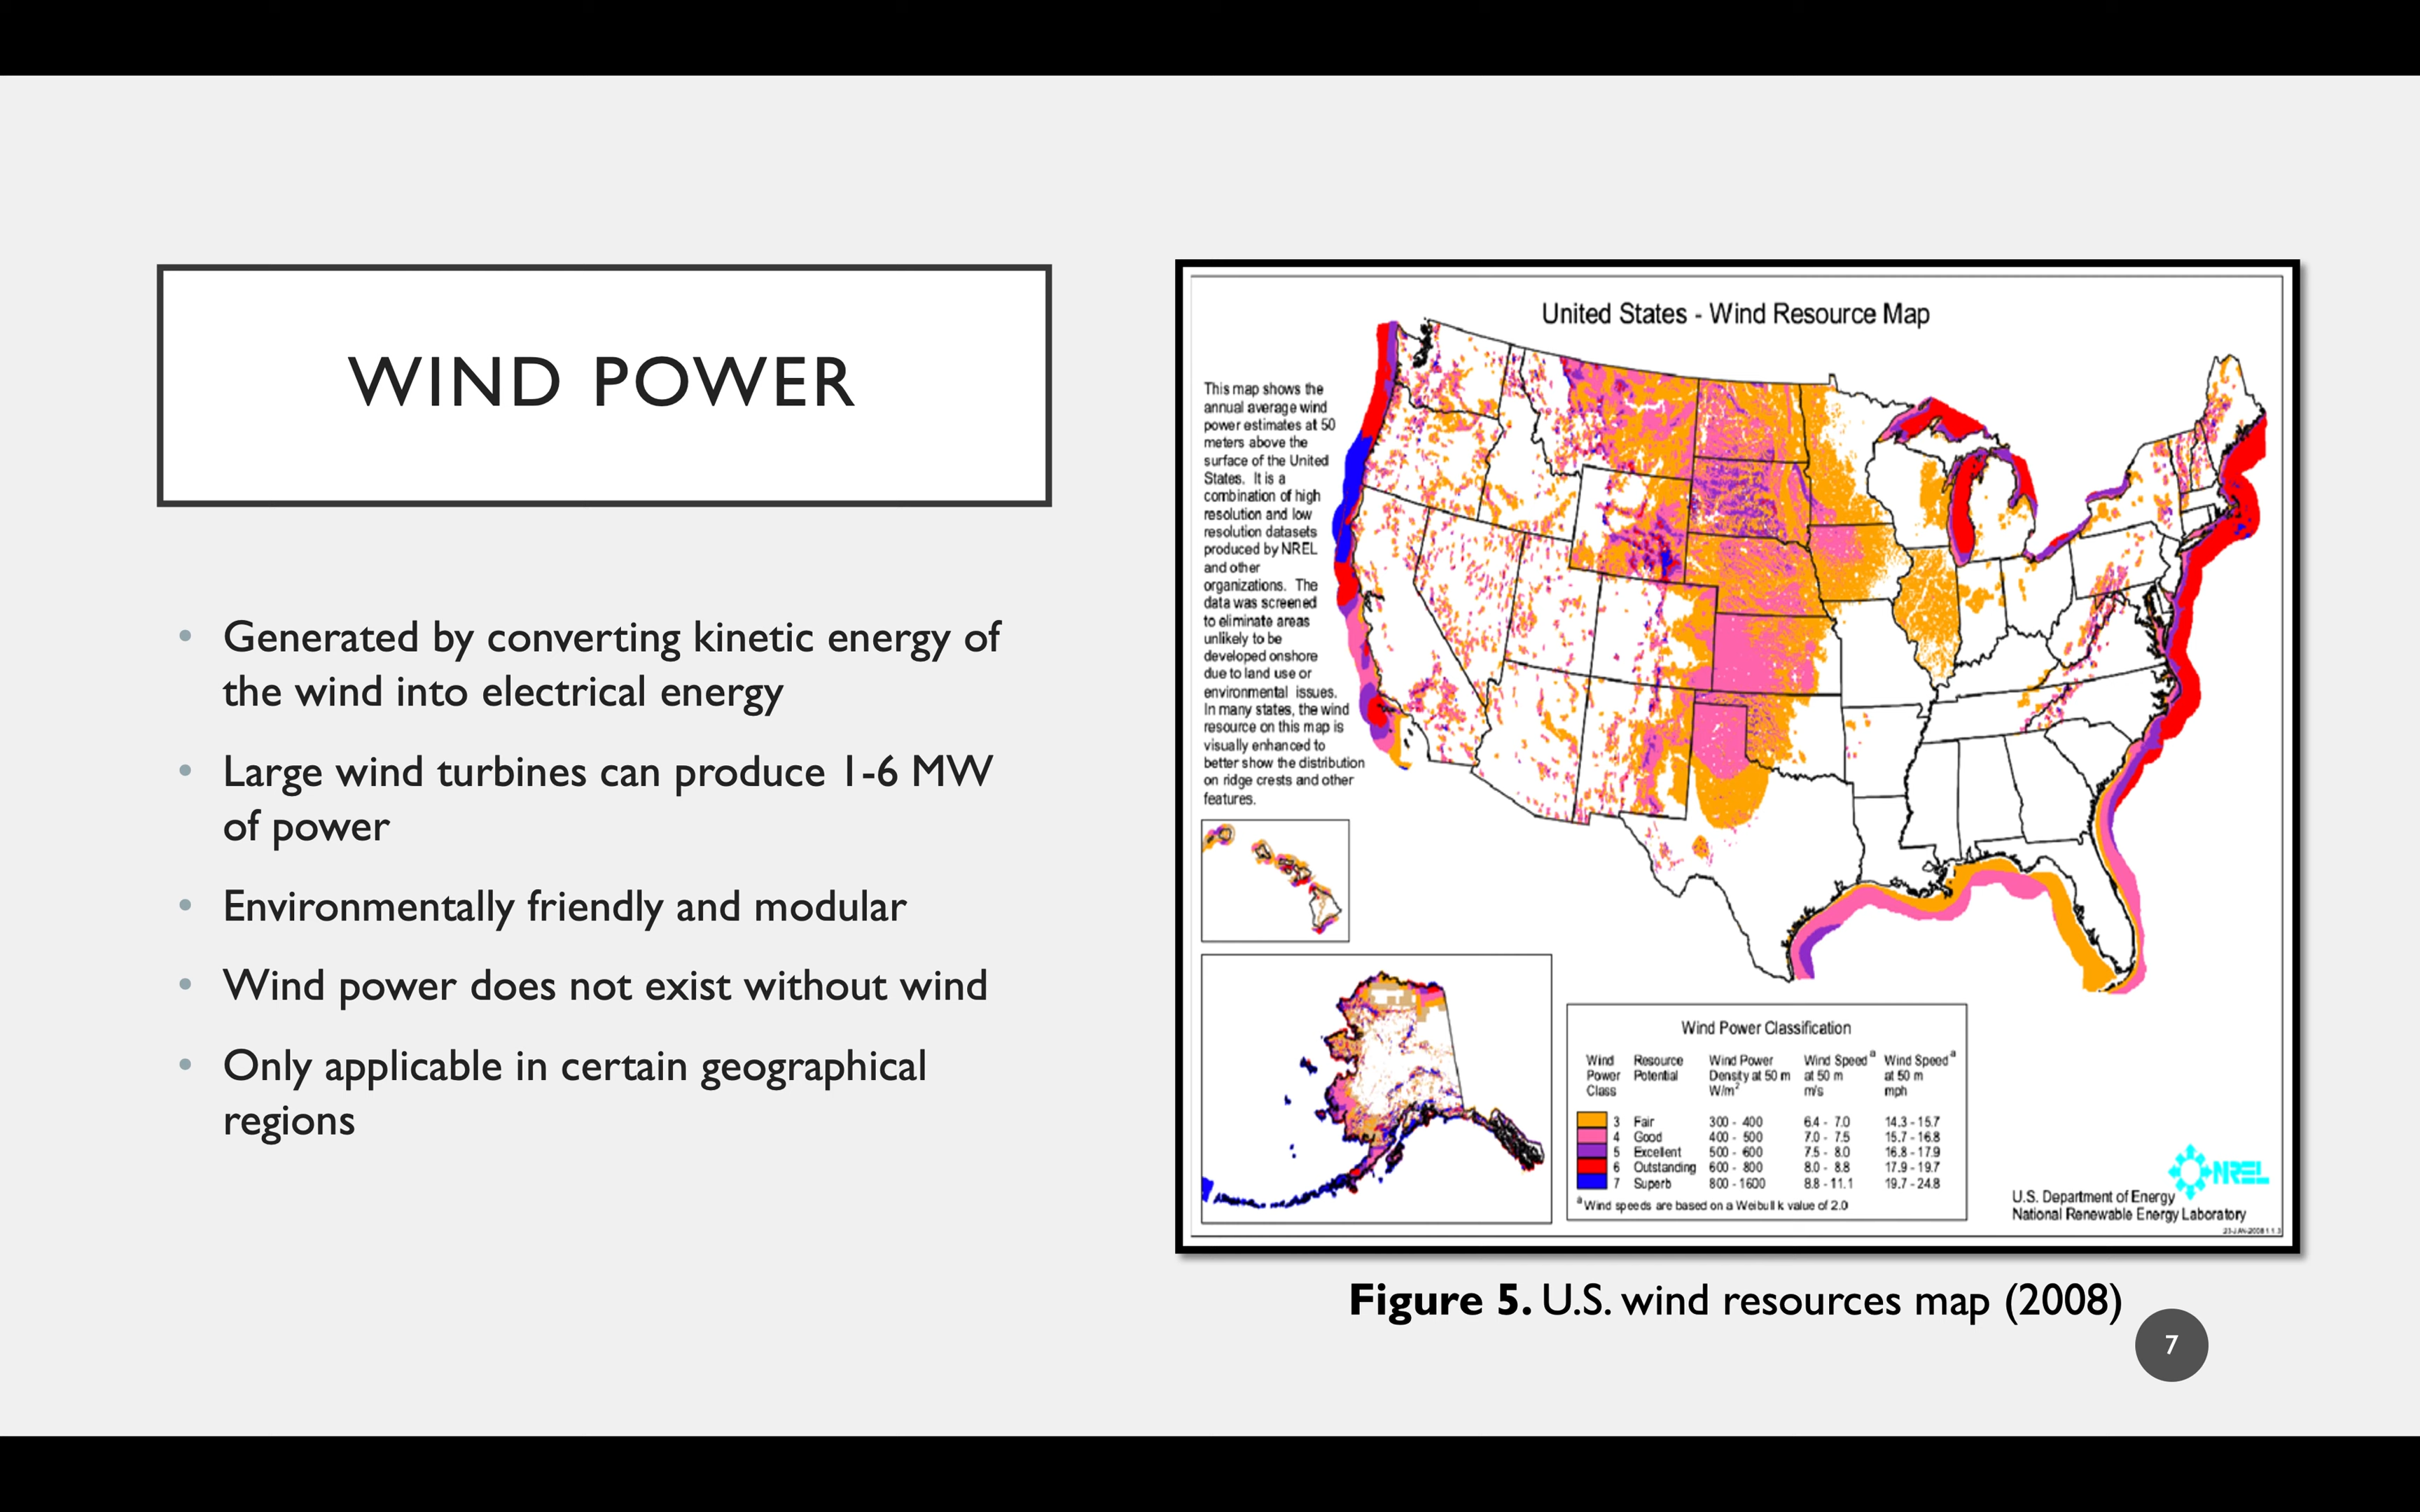 WIND POWER
• Generated by converting kinetic energy of
the wind into electrical energy
• Large wind turbines can produce 1-6 MW
of power
• Environmentally friendly and modular
• Wind power does not exist without wind
• Only applicable in certain geographical
regions
United States - Wind Resource Map
This map shows the
annual average wind
power estimates at 50
meters above the
surface of the United
States. It is a
combination of high
resolution and low
resolution datasets
produced by NREL
and other
organizations. The
data was screened
to eliminate areas
unlikely to be
developed onshore
due to land use or
environmental issues.
In many states, the wind
resource on this map is
visually enhanced to
better show the distribution
on ridge crests and other
features.
Wind Power Classification
Wind Power Class | Resource Potential | Wind Power Density at 50 m W/m² | Wind Speed ᵃ at 50 m m/s | Wind Speed ᵃ at 50 m mph
3 Fair 300 - 400 6.4 - 7.0 14.3 - 15.7
4 Good 400 - 500 7.0 - 7.5 15.7 - 16.8
5 Excellent 500 - 600 7.5 - 8.0 16.8 - 17.9
6 Outstanding 600 - 800 8.0 - 8.8 17.9 - 19.7
7 Superb 800 - 1600 8.8 - 11.1 19.7 - 24.8
ᵃ Wind speeds are based on a Weibull k value of 2.0
NREL
U.S. Department of Energy
National Renewable Energy Laboratory
Figure 5. U.S. wind resources map (2008)
7